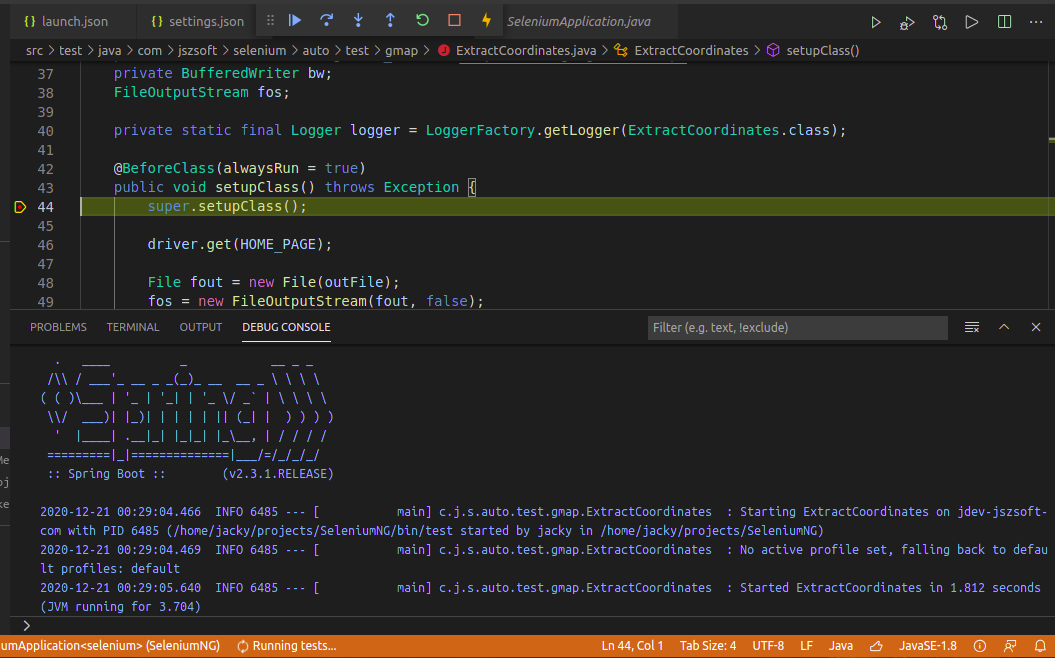 {} launch.json {} settings.json SeleniumApplication.java
src > test > java > com > jszsoft > selenium > auto > test > gmap > ExtractCoordinates.java > ExtractCoordinates > setupClass()
37 private BufferedWriter bw;
38 FileOutputStream fos;
39
40 private static final Logger logger = LoggerFactory.getLogger(ExtractCoordinates.class);
41
42 @BeforeClass(alwaysRun = true)
43 public void setupClass() throws Exception {
44 super.setupClass();
45
46 driver.get(HOME_PAGE);
47
48 File fout = new File(outFile);
49 fos = new FileOutputStream(fout, false);
PROBLEMS TERMINAL OUTPUT DEBUG CONSOLE Filter (e.g. text, !exclude)
  .   ____          _            __ _ _
 /\\ / ___'_ __ _ _(_)_ __  __ _ \ \ \ \
( ( )\___ | '_ | '_| | '_ \/ _` | \ \ \ \
 \\/  ___)| |_)| | | | | || (_| |  ) ) ) )
  '  |____| .__|_| |_|_| |_\__, | / / / /
 =========|_|==============|___/=/_/_/_/
 :: Spring Boot ::        (v2.3.1.RELEASE)
2020-12-21 00:29:04.466  INFO 6485 --- [           main] c.j.s.auto.test.gmap.ExtractCoordinates  : Starting ExtractCoordinates on jdev-jszsoft-
com with PID 6485 (/home/jacky/projects/SeleniumNG/bin/test started by jacky in /home/jacky/projects/SeleniumNG)
2020-12-21 00:29:04.469  INFO 6485 --- [           main] c.j.s.auto.test.gmap.ExtractCoordinates  : No active profile set, falling back to defau
lt profiles: default
2020-12-21 00:29:05.640  INFO 6485 --- [           main] c.j.s.auto.test.gmap.ExtractCoordinates  : Started ExtractCoordinates in 1.812 seconds
(JVM running for 3.704)
>
umApplication<selenium> (SeleniumNG) Running tests... Ln 44, Col 1 Tab Size: 4 UTF-8 LF Java JavaSE-1.8